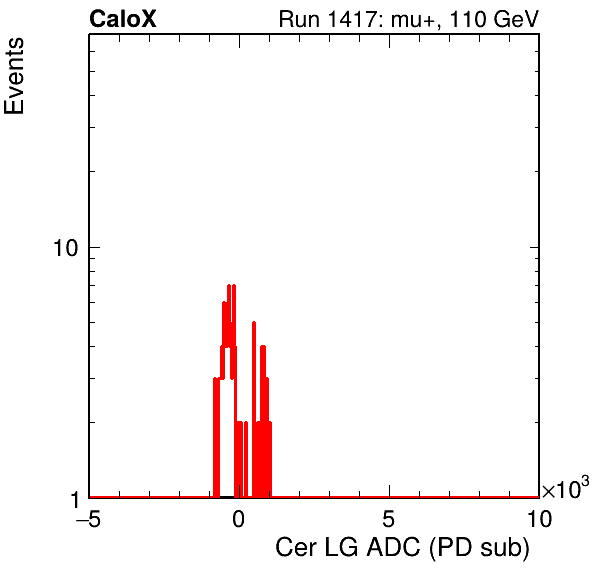 CaloX Run 1417: mu+, 110 GeV
Events
10
1
−5 0 5 10
×10³
Cer LG ADC (PD sub)